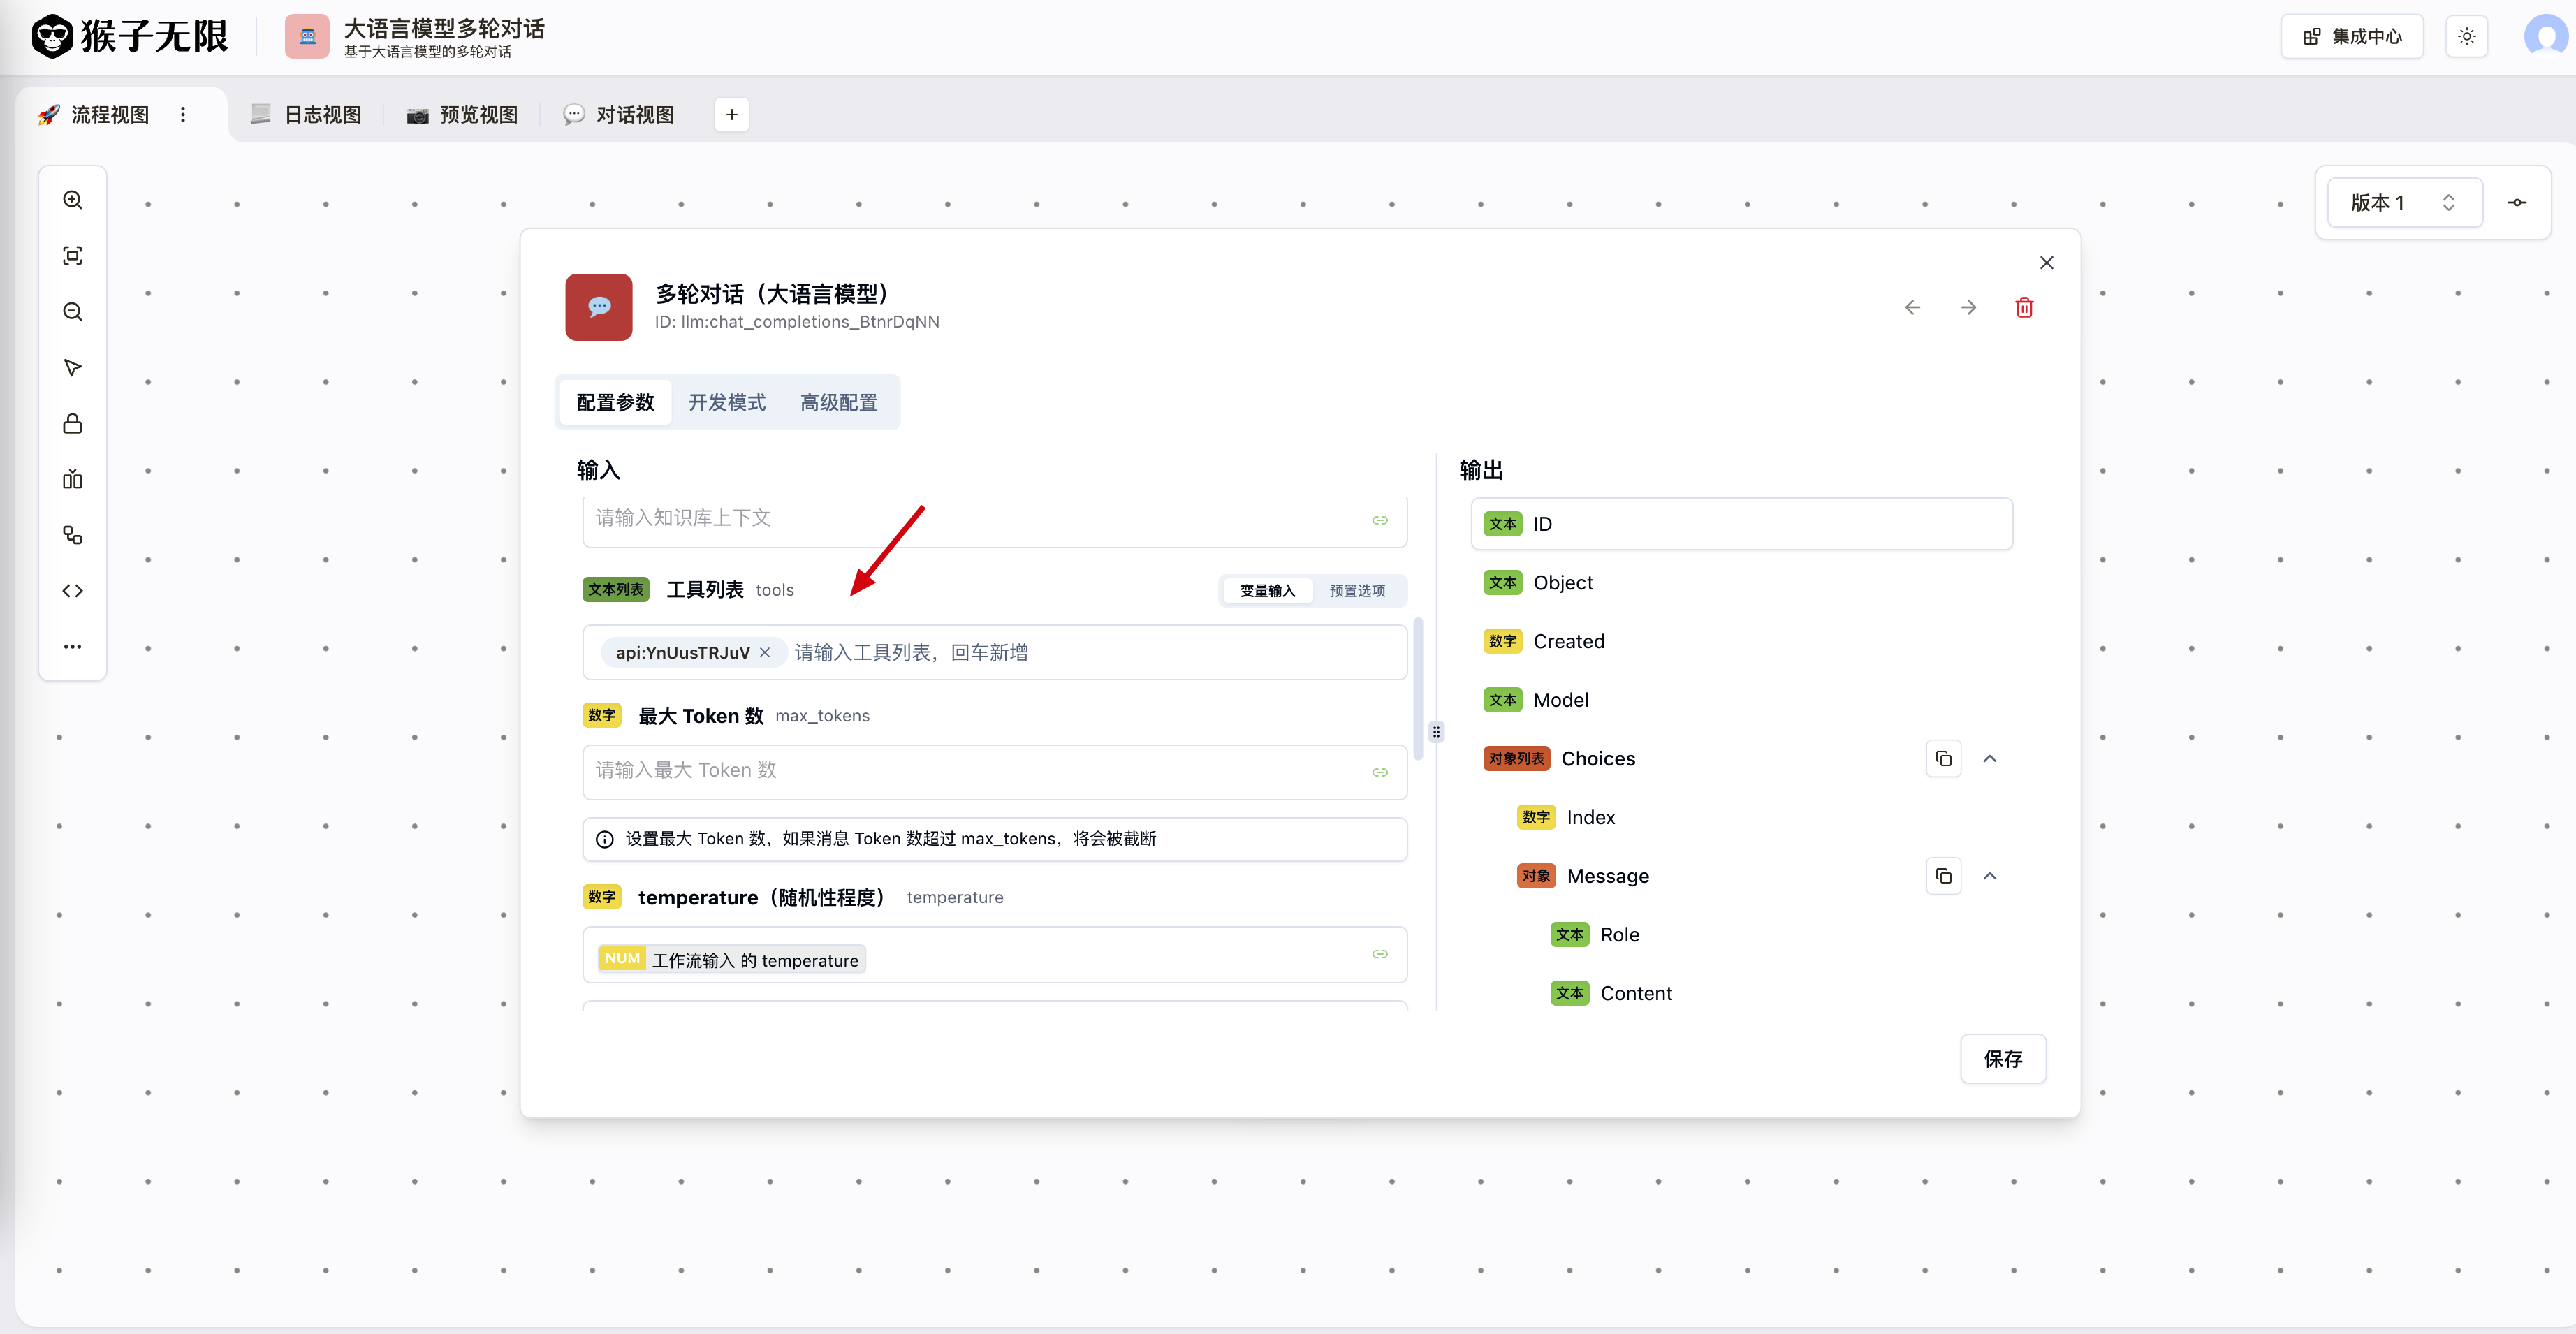 猴子无限
大语言模型多轮对话
基于大语言模型的多轮对话
集成中心
流程视图
日志视图
预览视图
对话视图
版本 1
多轮对话（大语言模型）
ID: llm:chat_completions_BtnrDqNN
配置参数
开发模式
高级配置
输入
请输入知识库上下文
文本列表 工具列表 tools
变量输入 预置选项
api:YnUusTRJuV 请输入工具列表，回车新增
数字 最大 Token 数 max_tokens
请输入最大 Token 数
设置最大 Token 数，如果消息 Token 数超过 max_tokens，将会被截断
数字 temperature（随机性程度） temperature
NUM 工作流输入 的 temperature
输出
文本 ID
文本 Object
数字 Created
文本 Model
对象列表 Choices
数字 Index
对象 Message
文本 Role
文本 Content
保存